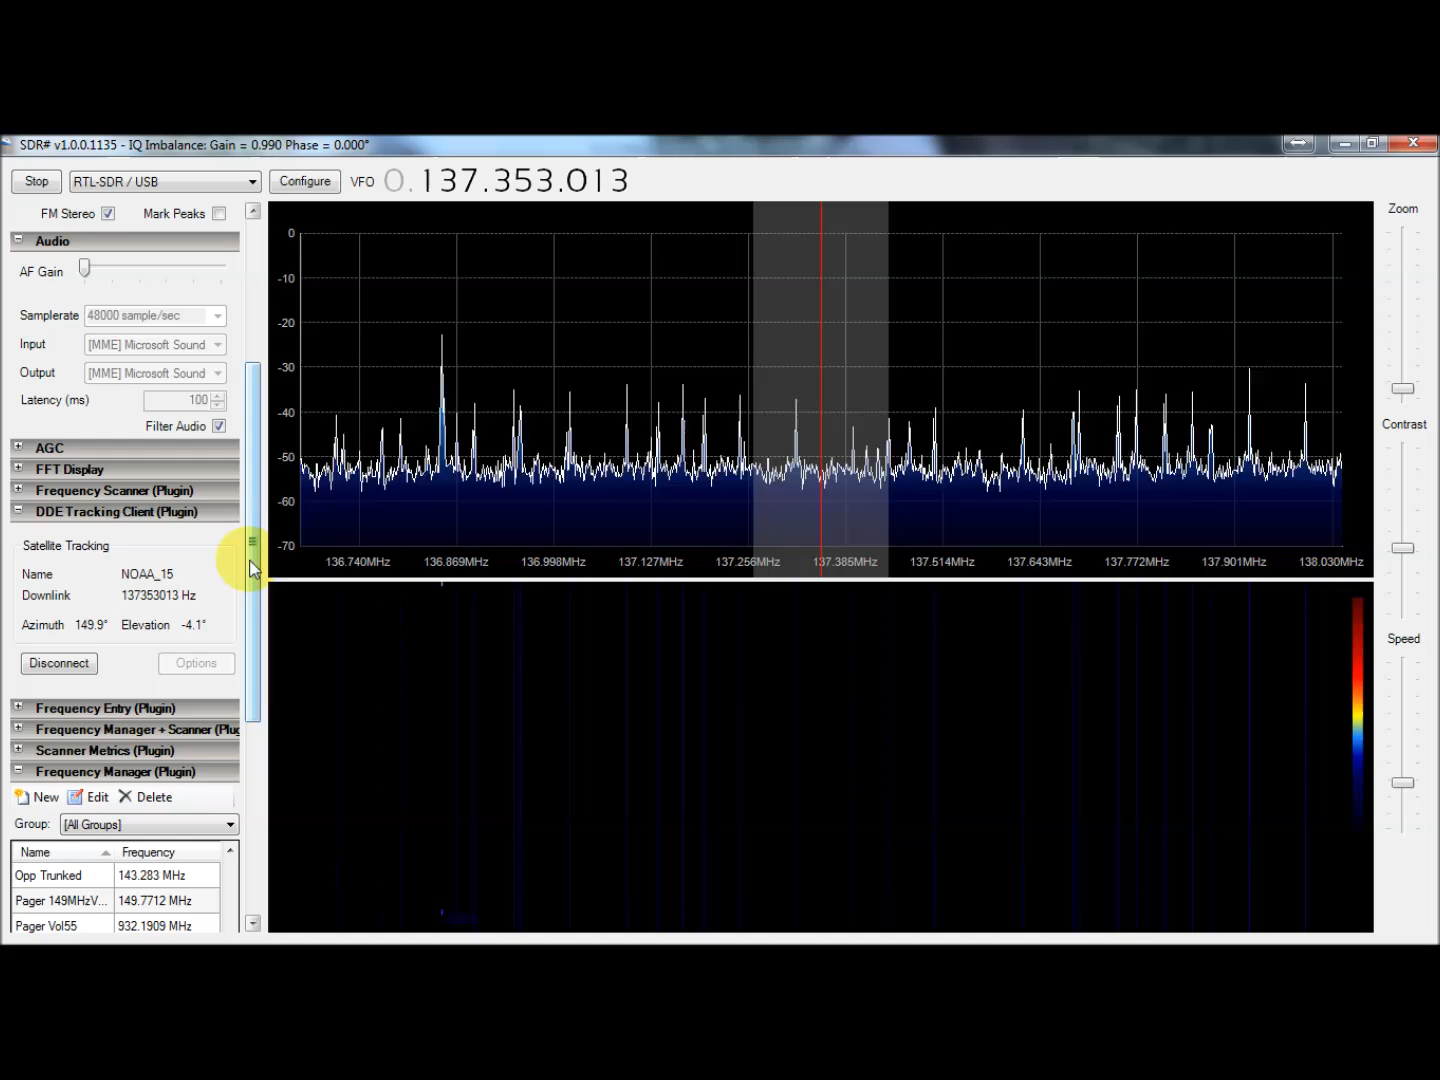 SDR# v1.0.0.1135 - IQ Imbalance: Gain = 0.990 Phase = 0.000°
Stop
RTL-SDR / USB
Configure
VFO
0.137.353.013
FM Stereo
Mark Peaks
Audio
AF Gain
Samplerate
48000 sample/sec
Input
[MME] Microsoft Sound
Output
[MME] Microsoft Sound
Latency (ms)
100
Filter Audio
AGC
FFT Display
Frequency Scanner (Plugin)
DDE Tracking Client (Plugin)
Satellite Tracking
Name NOAA_15
Downlink 137353013 Hz
Azimuth 149.9° Elevation -4.1°
Disconnect
Options
Frequency Entry (Plugin)
Frequency Manager + Scanner (Plug
Scanner Metrics (Plugin)
Frequency Manager (Plugin)
New Edit Delete
Group: [All Groups]
Name Frequency
Opp Trunked 143.283 MHz
Pager 149MHzV... 149.7712 MHz
Pager Vol55 932.1909 MHz
0
-10
-20
-30
-40
-50
-60
-70
136.740MHz 136.869MHz 136.998MHz 137.127MHz 137.256MHz 137.385MHz 137.514MHz 137.643MHz 137.772MHz 137.901MHz 138.030MHz
Zoom
Contrast
Speed